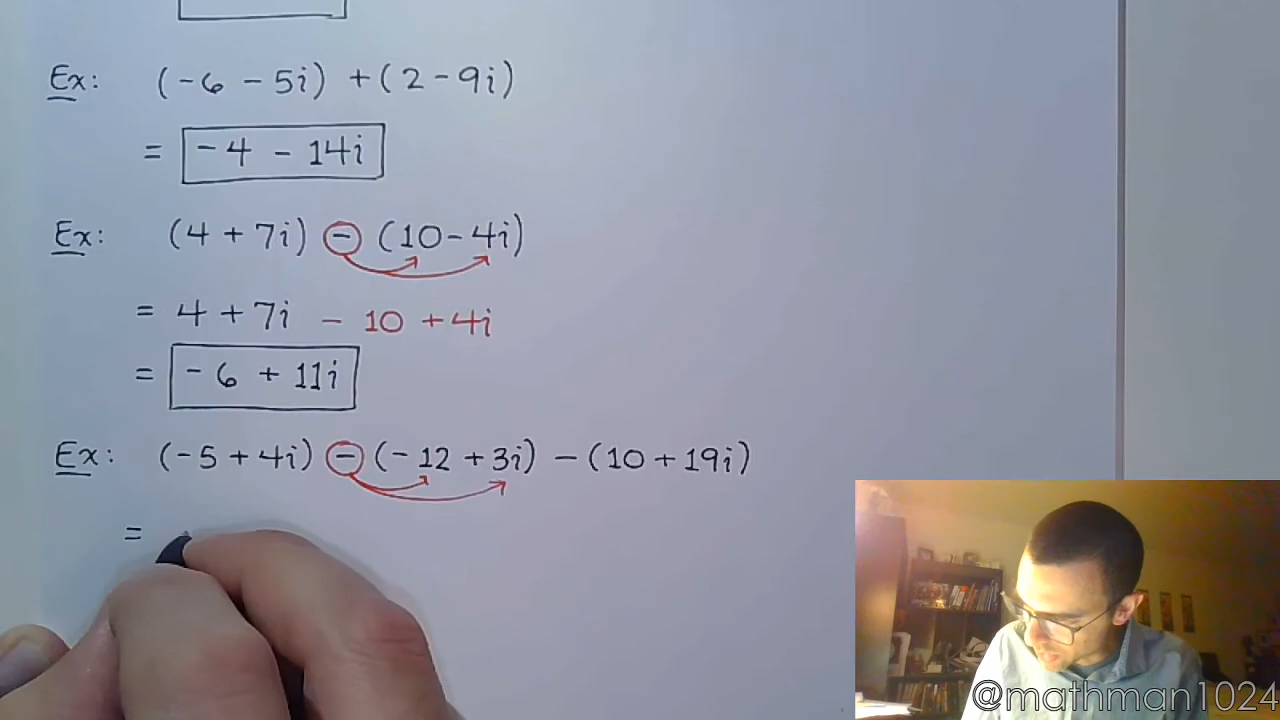 Ex: (-6 - 5i) + (2 - 9i)
= -4 - 14i
Ex: (4 + 7i) - (10 - 4i)
= 4 + 7i - 10 + 4i
= -6 + 11i
Ex: (-5 + 4i) - (-12 + 3i) - (10 + 19i)
=
@mathman1024